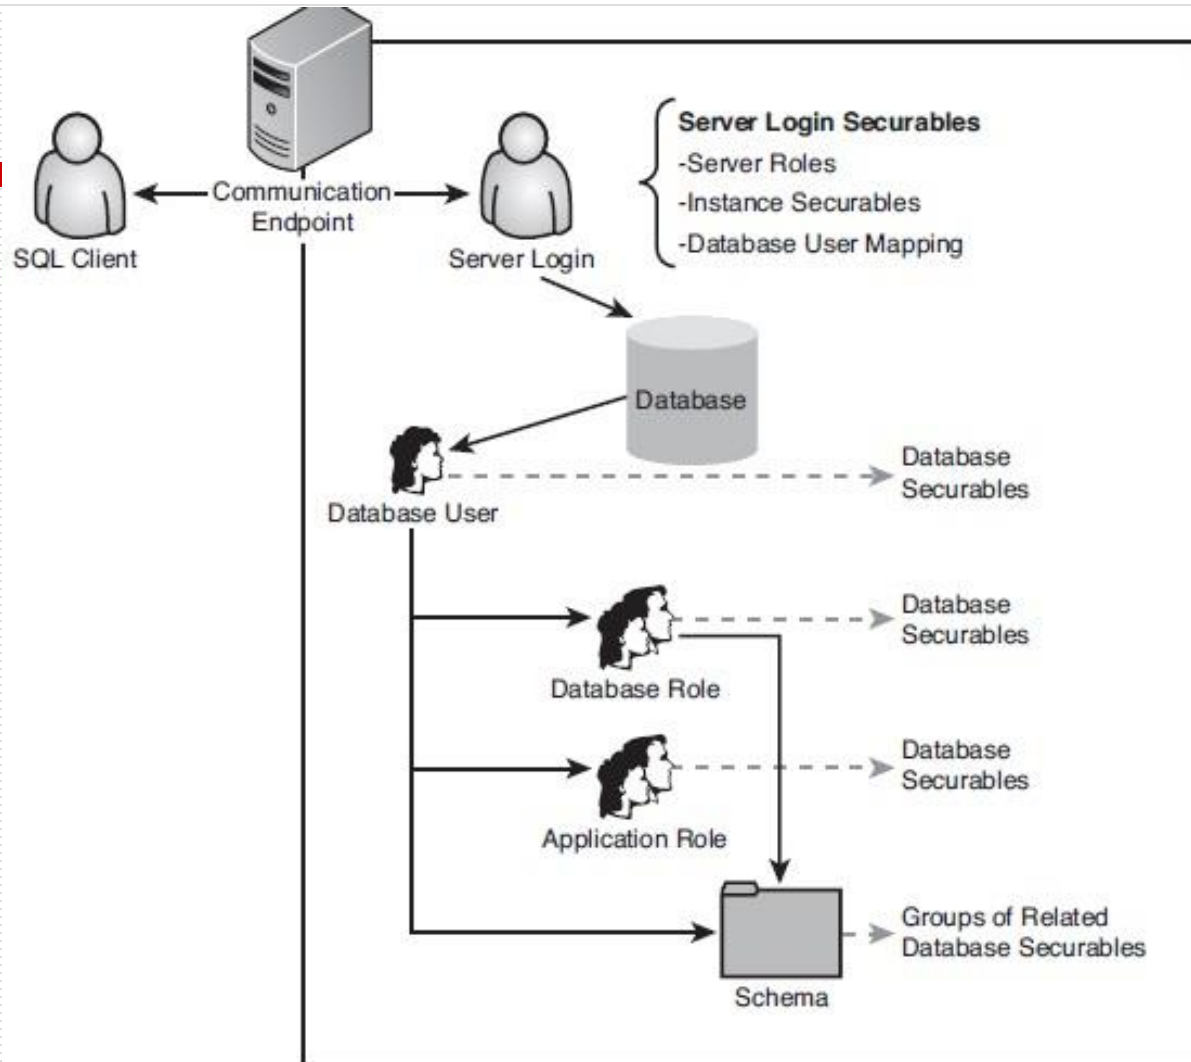 Server Login Securables
-Server Roles
-Instance Securables
-Database User Mapping
Communication
Endpoint
SQL Client
Server Login
Database
Database User
Database
Securables
Database
Securables
Database Role
Database
Securables
Application Role
Groups of Related
Database Securables
Schema